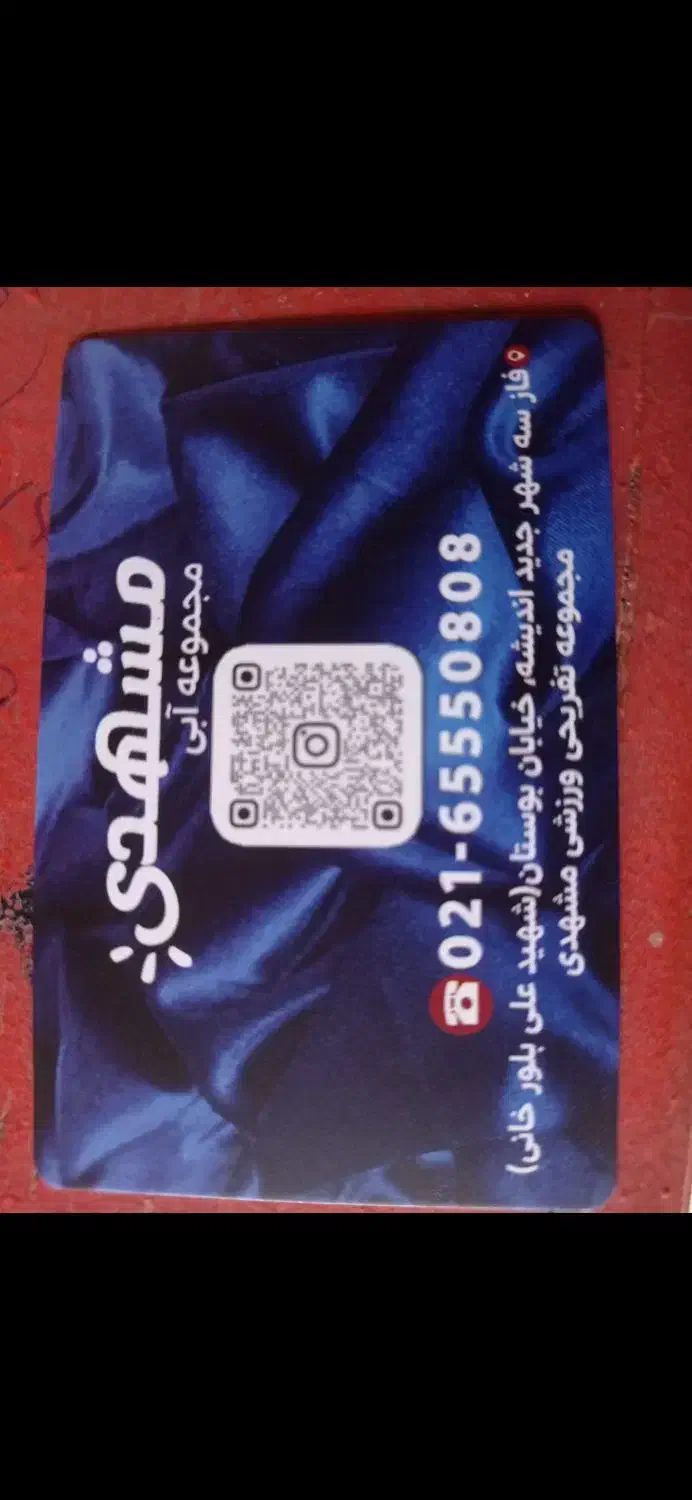 مشهدی
مجموعه آبی
021-65550808
فاز سه شهر جدید اندیشه، خیابان بوستان(شهید علی بلور خانی)
مجموعه تفریحی ورزشی مشهدی